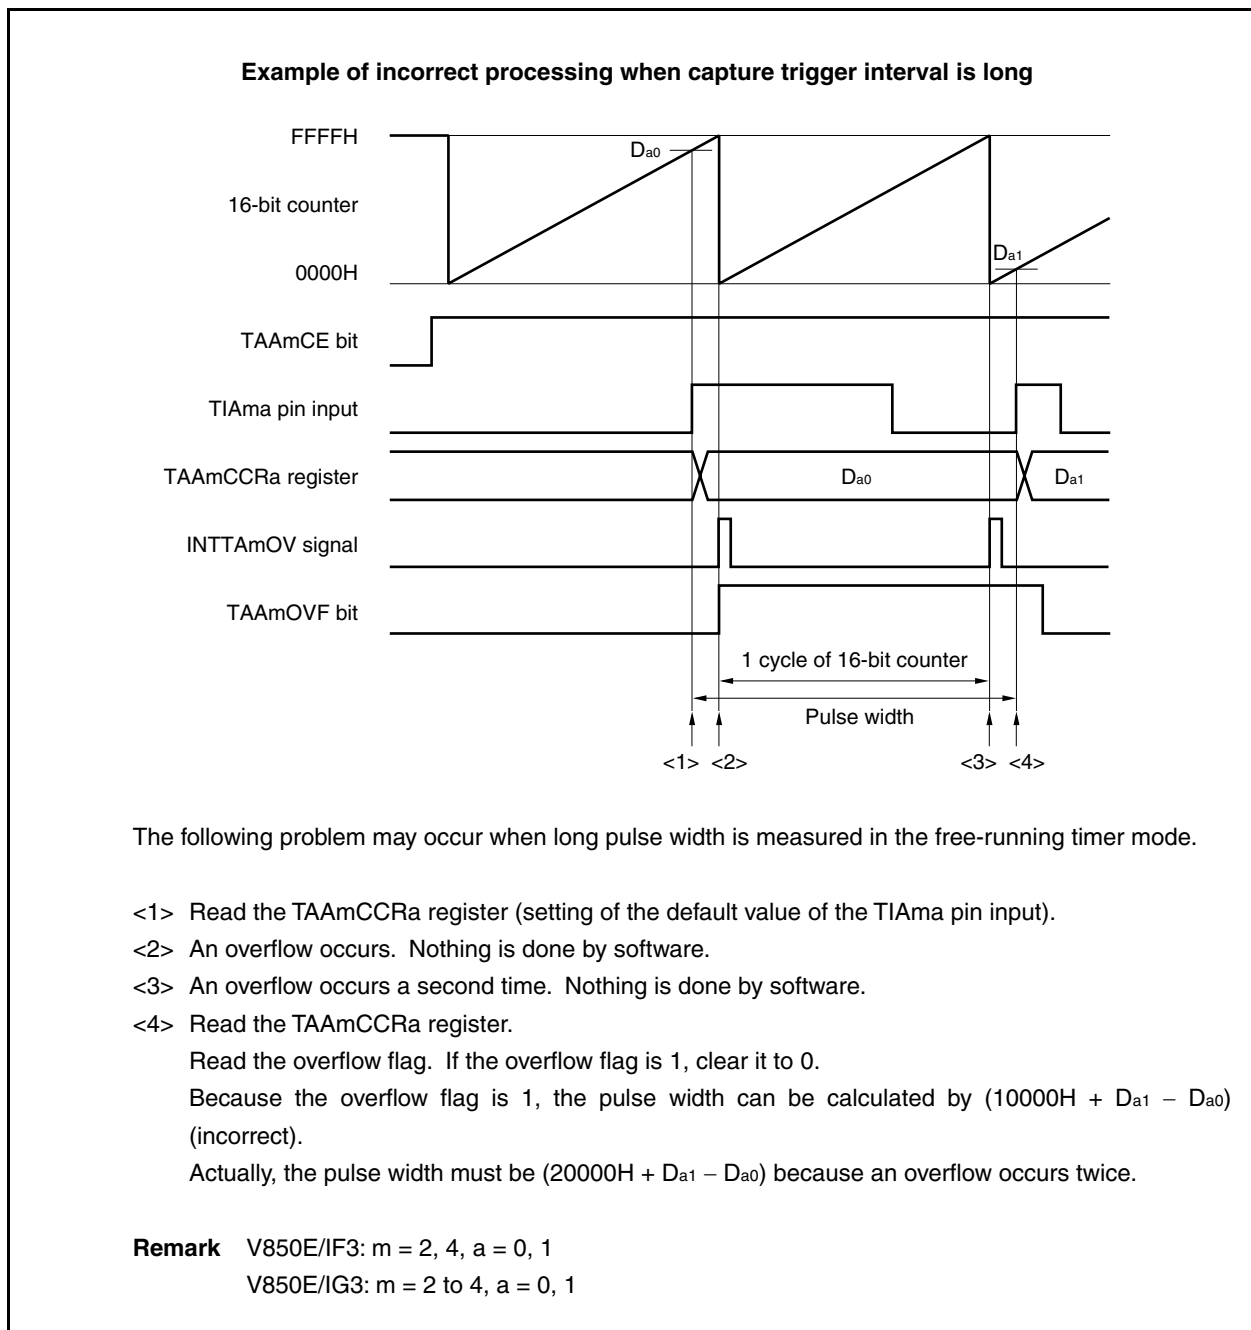 Example of incorrect processing when capture trigger interval is long
FFFFH
Da0
16-bit counter
Da1
0000H
TAAmCE bit
TIAma pin input
TAAmCCRa register
Da0
Da1
INTTAmOV signal
TAAmOVF bit
1 cycle of 16-bit counter
Pulse width
<1> <2> <3> <4>
The following problem may occur when long pulse width is measured in the free-running timer mode.
<1> Read the TAAmCCRa register (setting of the default value of the TIAma pin input).
<2> An overflow occurs. Nothing is done by software.
<3> An overflow occurs a second time. Nothing is done by software.
<4> Read the TAAmCCRa register.
Read the overflow flag. If the overflow flag is 1, clear it to 0.
Because the overflow flag is 1, the pulse width can be calculated by (10000H + Da1 − Da0)
(incorrect).
Actually, the pulse width must be (20000H + Da1 − Da0) because an overflow occurs twice.
Remark V850E/IF3: m = 2, 4, a = 0, 1
V850E/IG3: m = 2 to 4, a = 0, 1